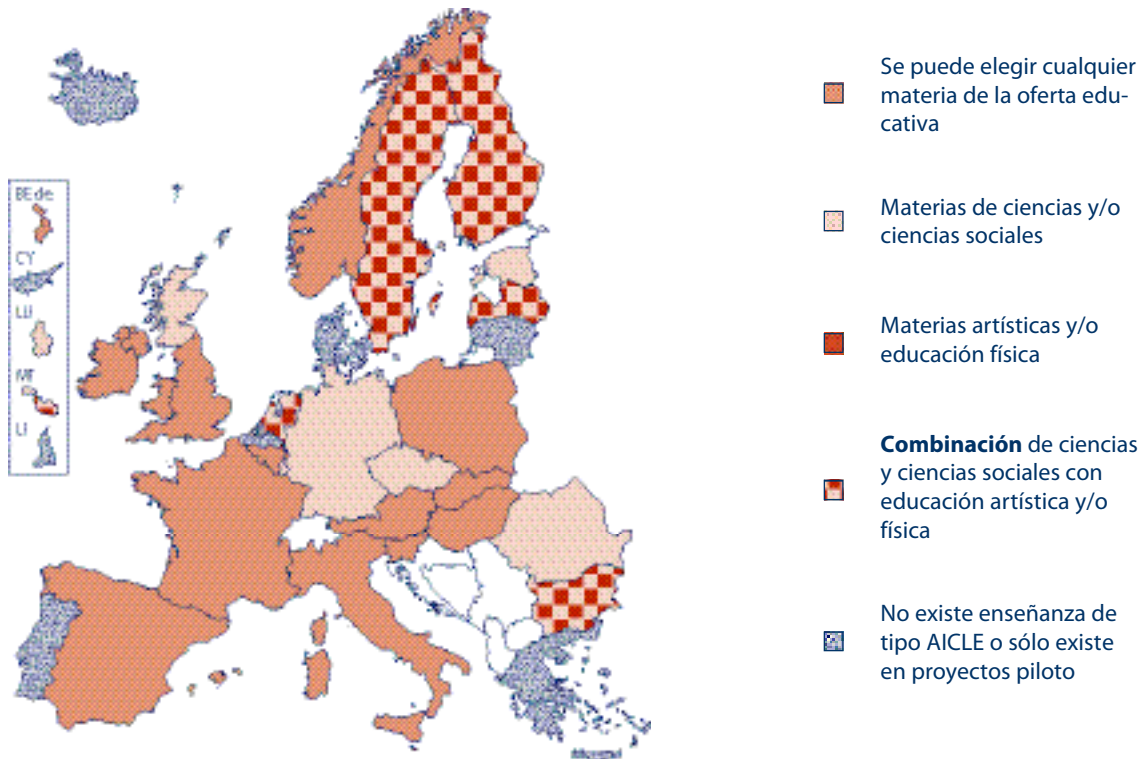 BE de
CY
LU
MT
LI
Se puede elegir cualquier
materia de la oferta edu-
cativa
Materias de ciencias y/o
ciencias sociales
Materias artísticas y/o
educación física
Combinación de ciencias
y ciencias sociales con
educación artística y/o
física
No existe enseñanza de
tipo AICLE o sólo existe
en proyectos piloto